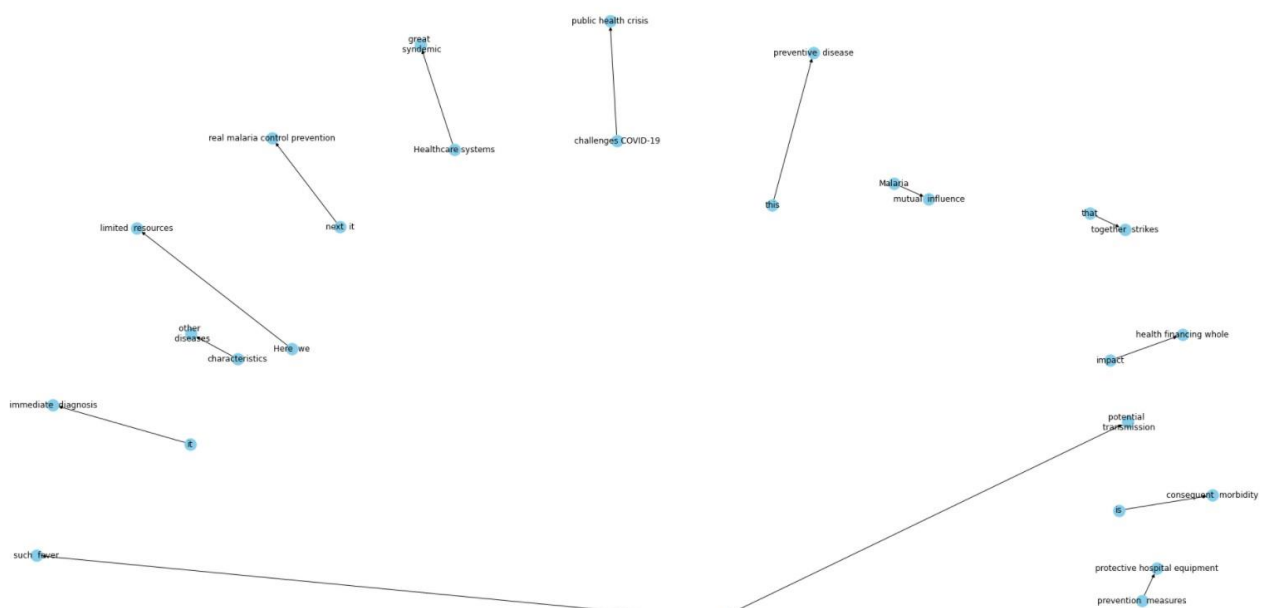 public health crisis
great
syndemic
preventive disease
real malaria control prevention
challenges COVID-19
Healthcare systems
Malaria
mutual influence
this
that
together strikes
limited resources
next it
other
diseases
characteristics
Here we
health financing whole
impact
immediate diagnosis
potential
transmission
it
consequent morbidity
is
such fever
protective hospital equipment
prevention measures